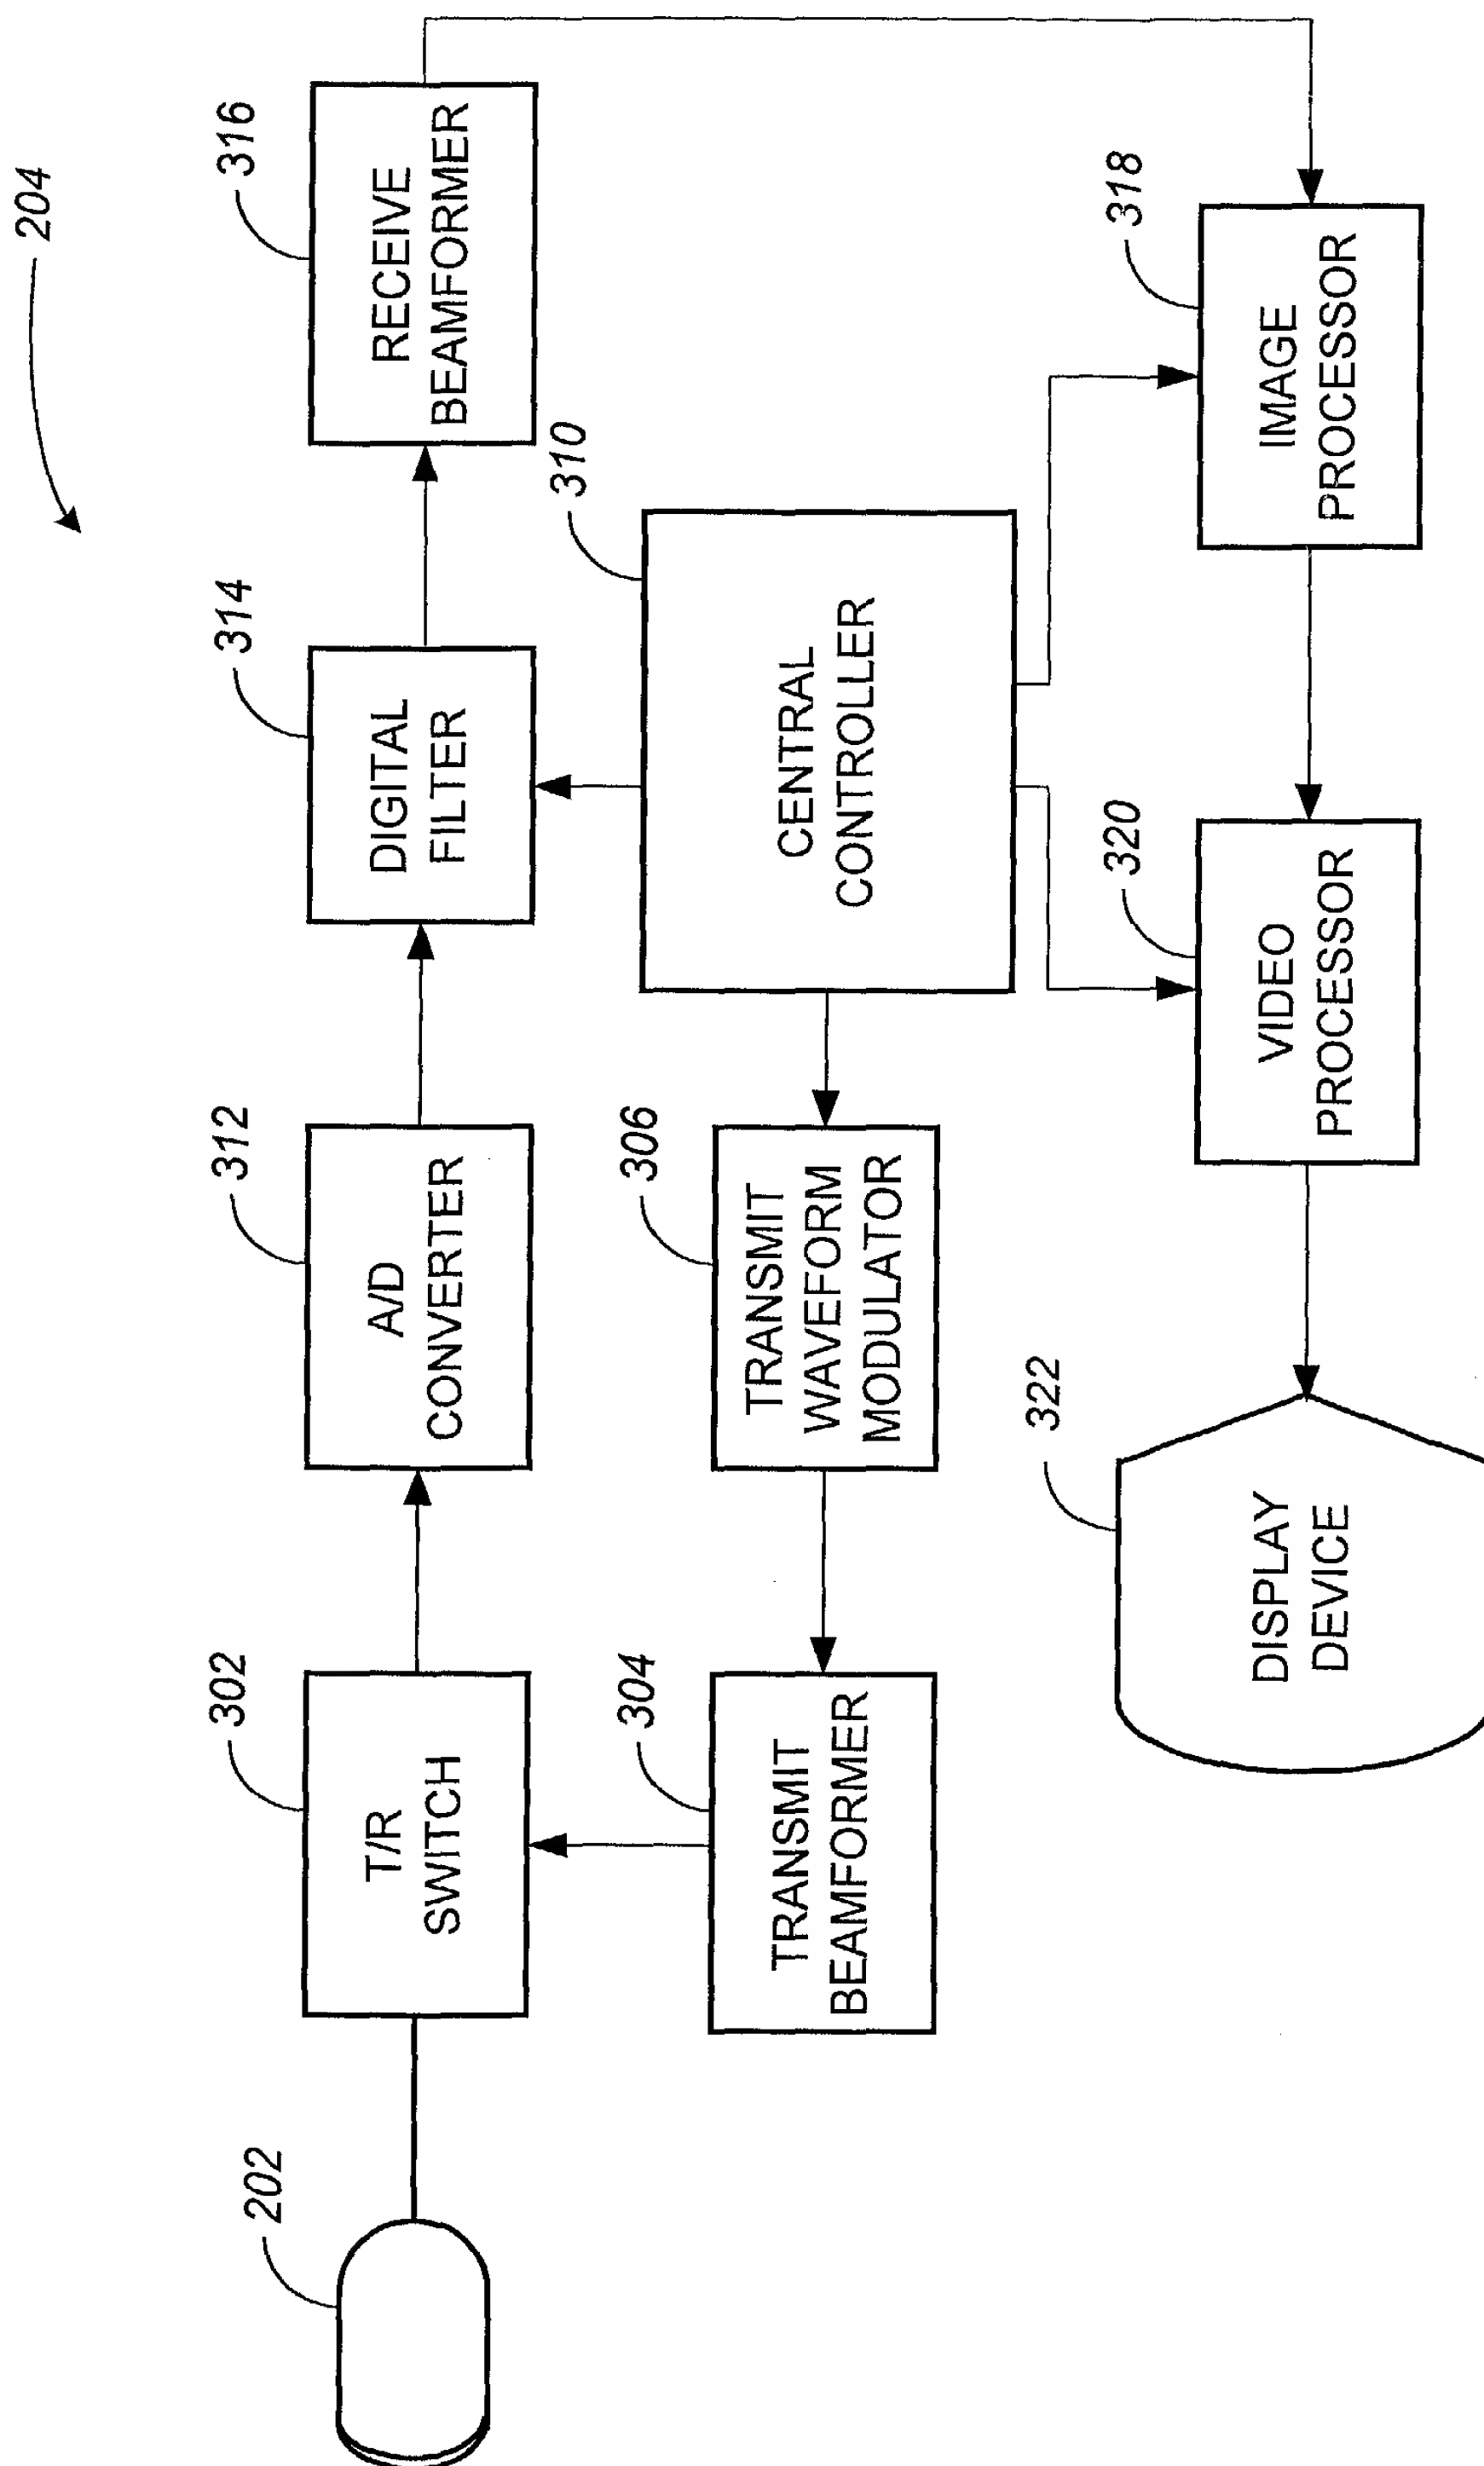 204
202
302
T/R
SWITCH
312
A/D
CONVERTER
314
DIGITAL
FILTER
316
RECEIVE
BEAMFORMER
304
TRANSMIT
BEAMFORMER
306
TRANSMIT
WAVEFORM
MODULATOR
310
CENTRAL
CONTROLLER
322
DISPLAY
DEVICE
320
VIDEO
PROCESSOR
318
IMAGE
PROCESSOR